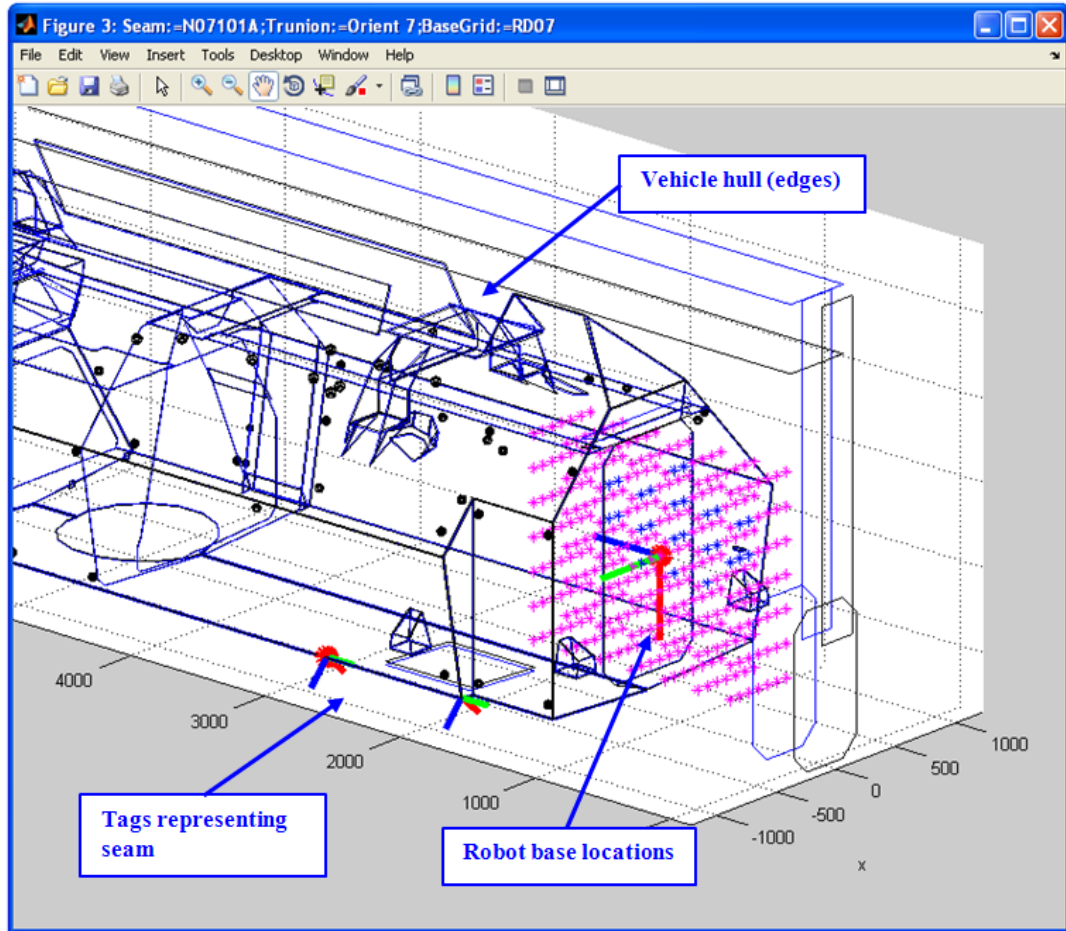 Figure 3: Seam:=N07101A;Trunion:=Orient 7;BaseGrid:=RD07
File Edit View Insert Tools Desktop Window Help
Vehicle hull (edges)
4000
3000
2000
1000
1000
500
0
-500
-1000
x
Tags representing
seam
Robot base locations